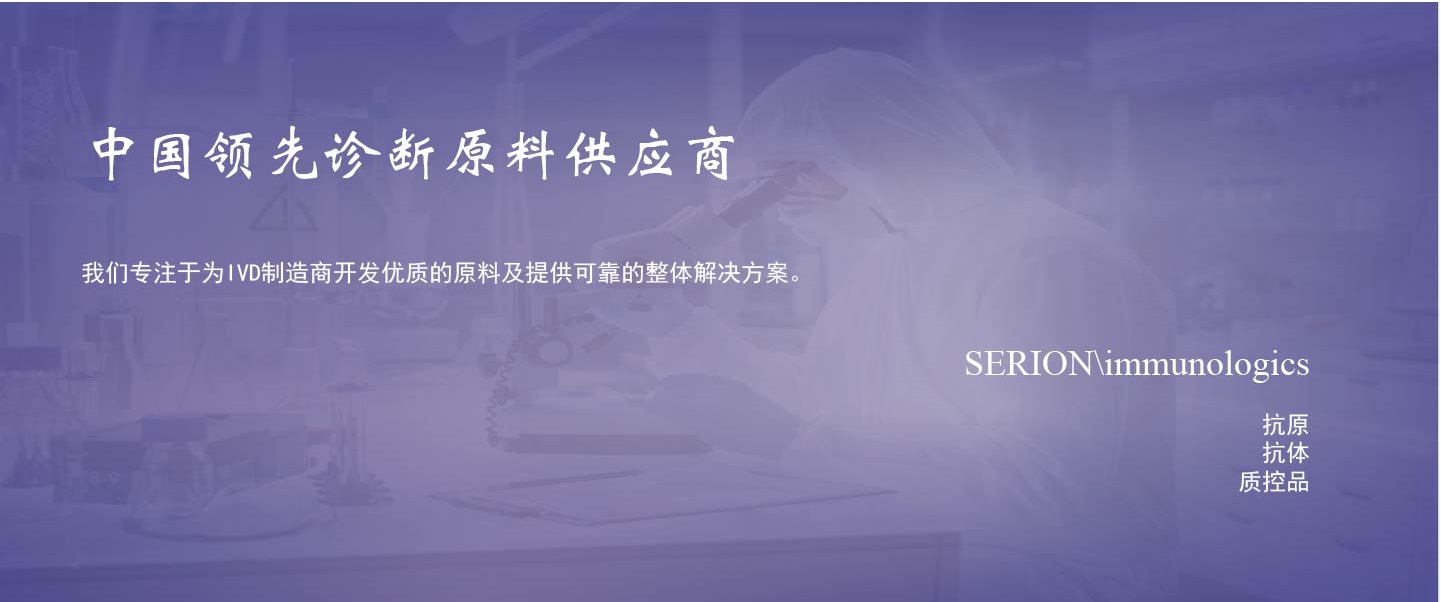 中国领先诊断原料供应商
我们专注于为IVD制造商开发优质的原料及提供可靠的整体解决方案。
SERION\immunologics
抗原
抗体
质控品